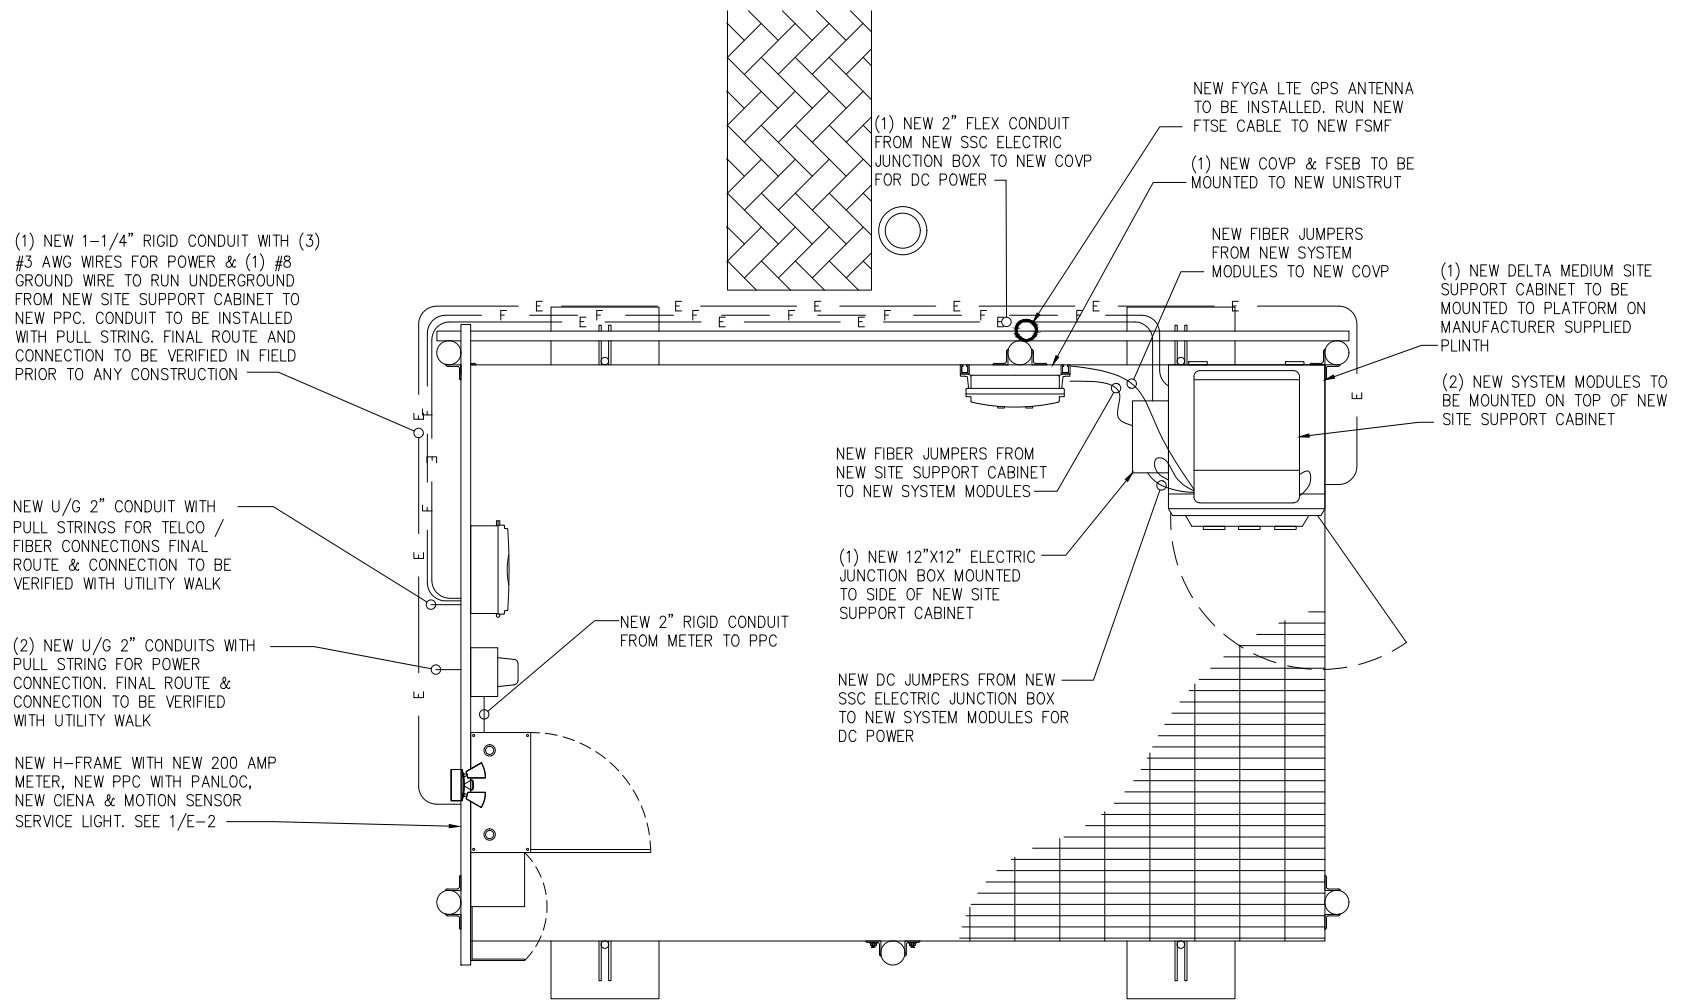 NEW FYGA LTE GPS ANTENNA
TO BE INSTALLED. RUN NEW
FTSE CABLE TO NEW FSMF
(1) NEW 2" FLEX CONDUIT
FROM NEW SSC ELECTRIC
JUNCTION BOX TO NEW COVP
FOR DC POWER
(1) NEW COVP & FSEB TO BE
MOUNTED TO NEW UNISTRUT
NEW FIBER JUMPERS
FROM NEW SYSTEM
MODULES TO NEW COVP
(1) NEW 1-1/4" RIGID CONDUIT WITH (3)
#3 AWG WIRES FOR POWER & (1) #8
GROUND WIRE TO RUN UNDERGROUND
FROM NEW SITE SUPPORT CABINET TO
NEW PPC. CONDUIT TO BE INSTALLED
WITH PULL STRING. FINAL ROUTE AND
CONNECTION TO BE VERIFIED IN FIELD
PRIOR TO ANY CONSTRUCTION
(1) NEW DELTA MEDIUM SITE
SUPPORT CABINET TO BE
MOUNTED TO PLATFORM ON
MANUFACTURER SUPPLIED
PLINTH
(2) NEW SYSTEM MODULES TO
BE MOUNTED ON TOP OF NEW
SITE SUPPORT CABINET
E E E E E E
F F F F F
E E E E E
E
E
F
E
F
E
E
NEW FIBER JUMPERS FROM
NEW SITE SUPPORT CABINET
TO NEW SYSTEM MODULES
NEW U/G 2" CONDUIT WITH
PULL STRINGS FOR TELCO /
FIBER CONNECTIONS FINAL
ROUTE & CONNECTION TO BE
VERIFIED WITH UTILITY WALK
(1) NEW 12"X12" ELECTRIC
JUNCTION BOX MOUNTED
TO SIDE OF NEW SITE
SUPPORT CABINET
NEW 2" RIGID CONDUIT
FROM METER TO PPC
(2) NEW U/G 2" CONDUITS WITH
PULL STRING FOR POWER
CONNECTION. FINAL ROUTE &
CONNECTION TO BE VERIFIED
WITH UTILITY WALK
NEW DC JUMPERS FROM NEW
SSC ELECTRIC JUNCTION BOX
TO NEW SYSTEM MODULES FOR
DC POWER
NEW H-FRAME WITH NEW 200 AMP
METER, NEW PPC WITH PANLOC,
NEW CIENA & MOTION SENSOR
SERVICE LIGHT. SEE 1/E-2